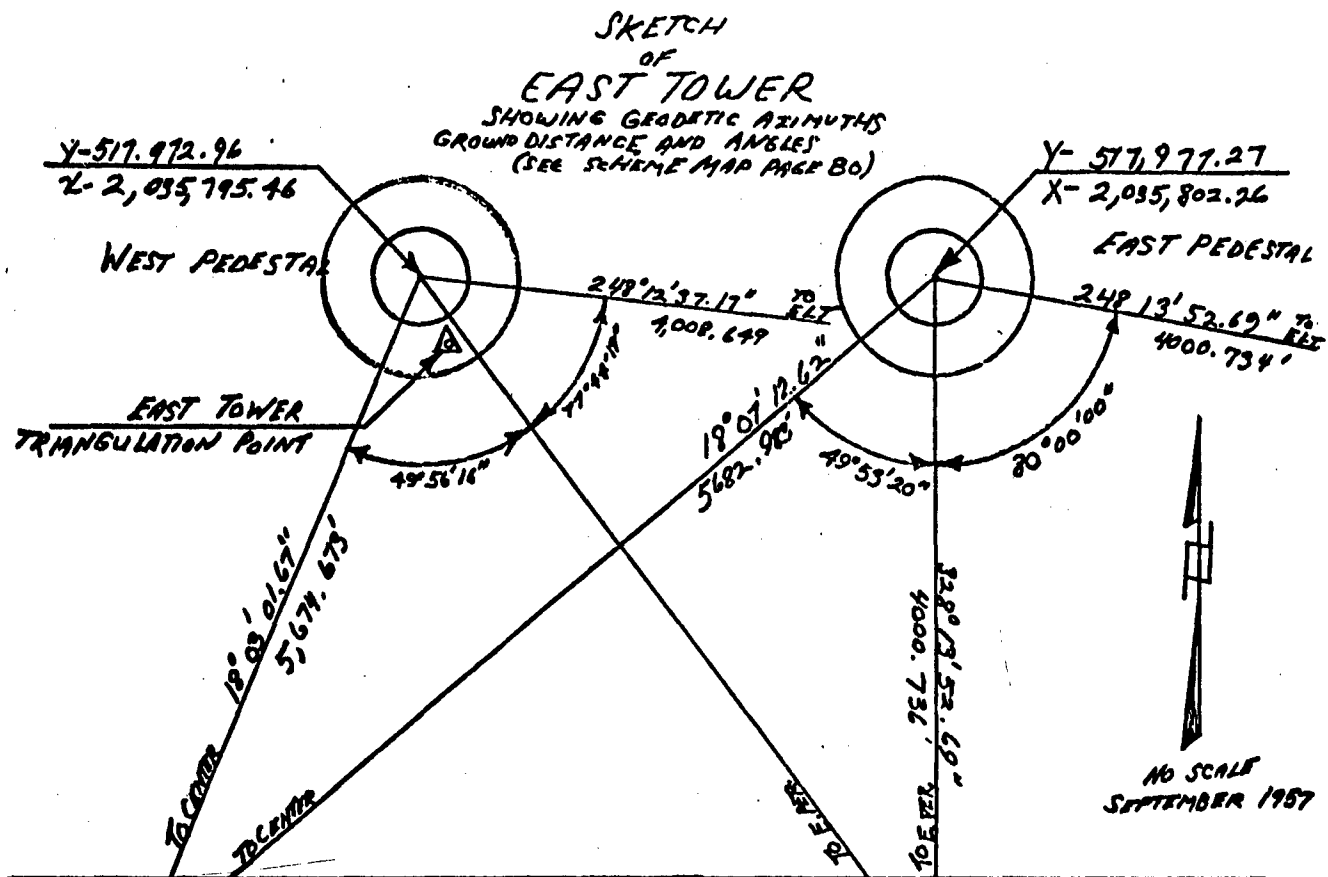 SKETCH
OF
EAST TOWER
SHOWING GEODETIC AZIMUTHS
GROUND DISTANCE AND ANGLES
(SEE SCHEME MAP PAGE 80)
Y-517.972.96
X-2,035,795.46
WEST PEDESTAL
Y- 517,977.27
X- 2,035,802.26
EAST PEDESTAL
248°12'37.17"
TO ELT
4,008.649
248 13' 52.69" TO ELT
4000.734'
EAST TOWER
TRIANGULATION POINT
49°56'16"
18°07'12.62"
5682.98
49°53'20"
80°00'00"
18°03'01.67"
5,674.673'
TO CENTER
TO CENTER
TO E. PER.
328°13'52.69"
4000.736'
TO E PER
N
NO SCALE
SEPTEMBER 1957